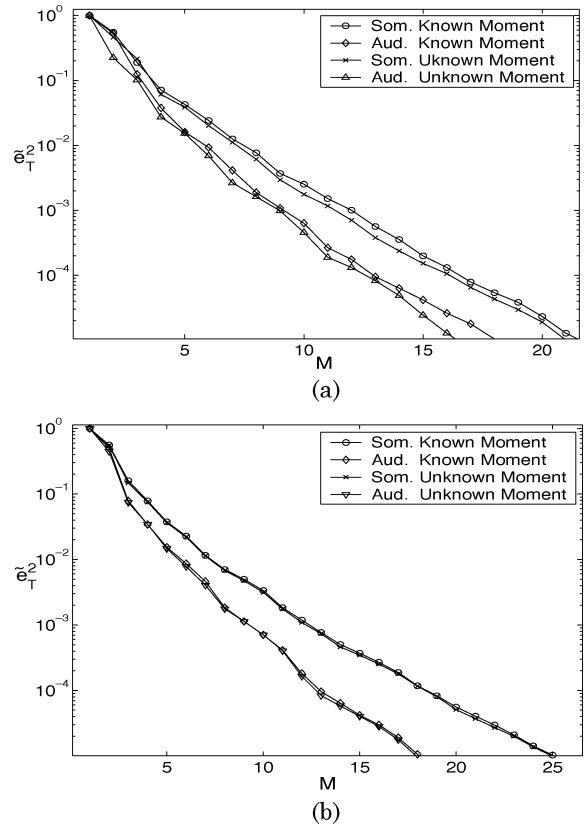 10^0
Som. Known Moment
Aud. Known Moment
Som. Uknown Moment
Aud. Unknown Moment
10^-1
10^-2
ẽ_T^2
10^-3
10^-4
5 10 15 20
M
(a)
10^0
Som. Known Moment
Aud. Known Moment
Som. Unknown Moment
Aud. Unknown Moment
10^-1
10^-2
ẽ_T^2
10^-3
10^-4
5 10 15 20 25
M
(b)